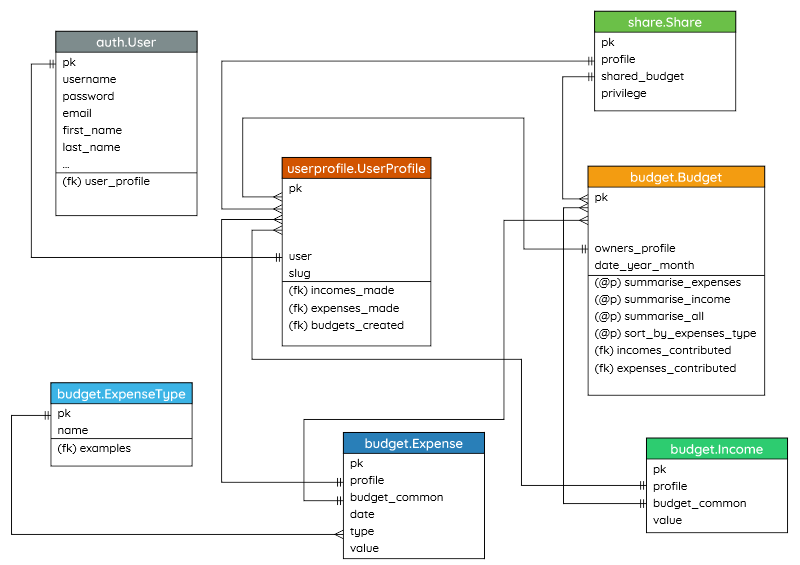 auth.User
pk
username
password
email
first_name
last_name
...
(fk) user_profile
share.Share
pk
profile
shared_budget
privilege
userprofile.UserProfile
pk
user
slug
(fk) incomes_made
(fk) expenses_made
(fk) budgets_created
budget.Budget
pk
owners_profile
date_year_month
(@p) summarise_expenses
(@p) summarise_income
(@p) summarise_all
(@p) sort_by_expenses_type
(fk) incomes_contributed
(fk) expenses_contributed
budget.ExpenseType
pk
name
(fk) examples
budget.Expense
pk
profile
budget_common
date
type
value
budget.Income
pk
profile
budget_common
value